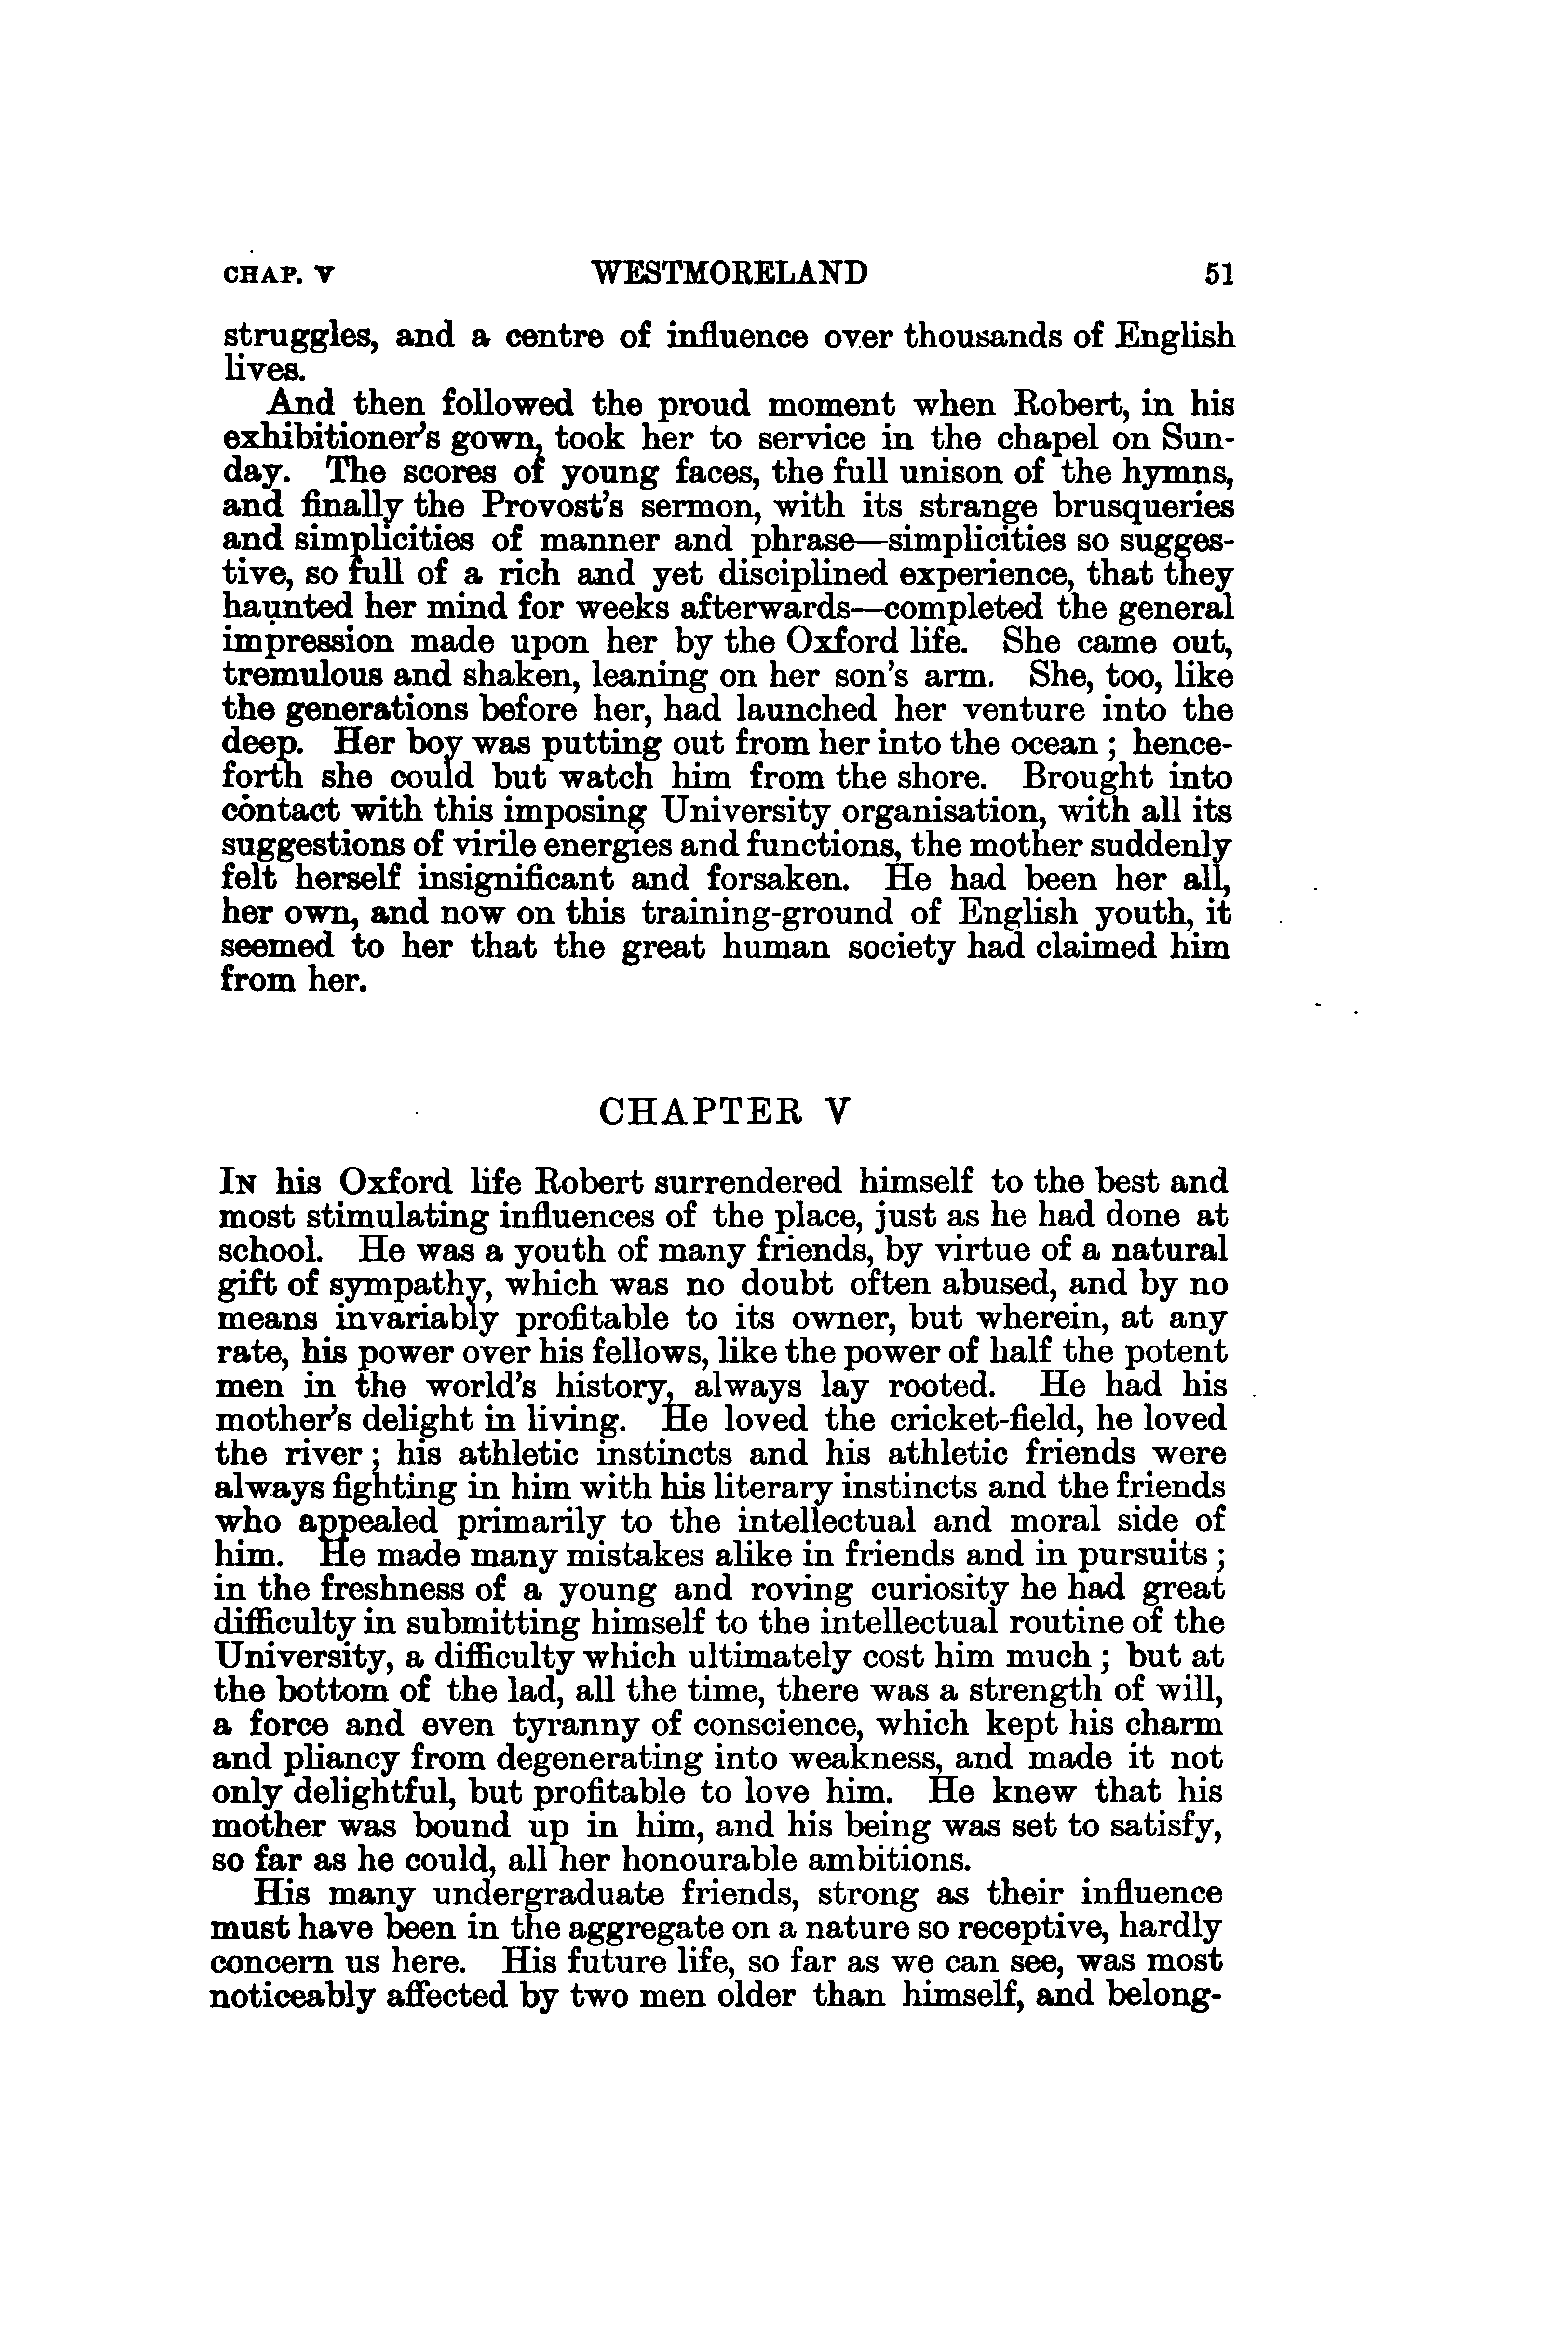 CHAP. V WESTMORELAND 51
struggles, and a centre of influence over thousands of English
lives.
And then followed the proud moment when Robert, in his
exhibitioner's gown, took her to service in the chapel on Sun-
day. The scores of young faces, the full unison of the hymns,
and finally the Provost's sermon, with its strange brusqueries
and simplicities of manner and phrase—simplicities so sugges-
tive, so full of a rich and yet disciplined experience, that they
haunted her mind for weeks afterwards—completed the general
impression made upon her by the Oxford life. She came out,
tremulous and shaken, leaning on her son's arm. She, too, like
the generations before her, had launched her venture into the
deep. Her boy was putting out from her into the ocean; hence-
forth she could but watch him from the shore. Brought into
contact with this imposing University organisation, with all its
suggestions of virile energies and functions, the mother suddenly
felt herself insignificant and forsaken. He had been her all,
her own, and now on this training-ground of English youth, it
seemed to her that the great human society had claimed him
from her.
CHAPTER V
IN his Oxford life Robert surrendered himself to the best and
most stimulating influences of the place, just as he had done at
school. He was a youth of many friends, by virtue of a natural
gift of sympathy, which was no doubt often abused, and by no
means invariably profitable to its owner, but wherein, at any
rate, his power over his fellows, like the power of half the potent
men in the world's history, always lay rooted. He had his
mother's delight in living. He loved the cricket-field, he loved
the river; his athletic instincts and his athletic friends were
always fighting in him with his literary instincts and the friends
who appealed primarily to the intellectual and moral side of
him. He made many mistakes alike in friends and in pursuits;
in the freshness of a young and roving curiosity he had great
difficulty in submitting himself to the intellectual routine of the
University, a difficulty which ultimately cost him much; but at
the bottom of the lad, all the time, there was a strength of will,
a force and even tyranny of conscience, which kept his charm
and pliancy from degenerating into weakness, and made it not
only delightful, but profitable to love him. He knew that his
mother was bound up in him, and his being was set to satisfy,
so far as he could, all her honourable ambitions.
His many undergraduate friends, strong as their influence
must have been in the aggregate on a nature so receptive, hardly
concern us here. His future life, so far as we can see, was most
noticeably affected by two men older than himself, and belong-